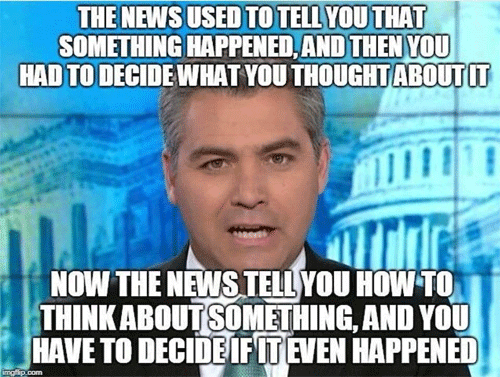 THE NEWS USED TO TELL YOU THAT
SOMETHING HAPPENED, AND THEN YOU
HAD TO DECIDE WHAT YOU THOUGHT ABOUT IT
NOW THE NEWS TELL YOU HOW TO
THINK ABOUT SOMETHING, AND YOU
HAVE TO DECIDE IF IT EVEN HAPPENED
imgflip.com